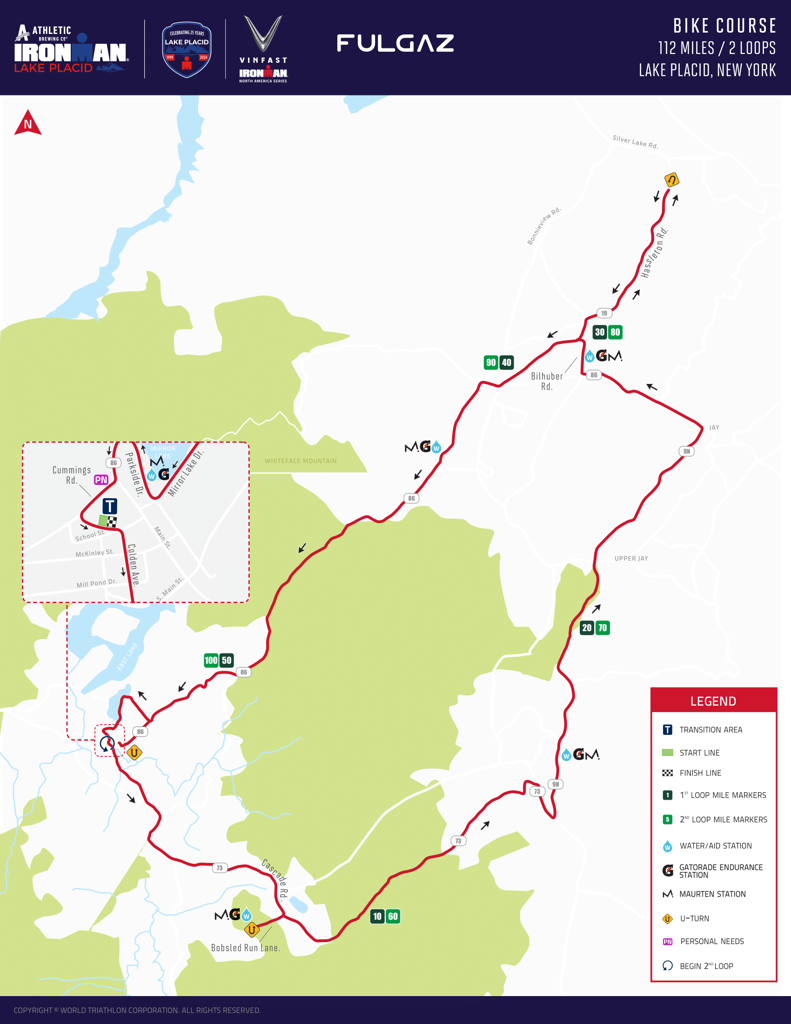 ATHLETIC
BREWING CO
IRONMAN
LAKE PLACID
CELEBRATING 25 YEARS
LAKE PLACID
VINFAST
IRONMAN
NORTH AMERICA SERIES
FULGAZ
BIKE COURSE
112 MILES / 2 LOOPS
LAKE PLACID, NEW YORK
N
Silver Lake Rd.
Bonnieview Rd.
Haselton Rd.
19
30 80
90 40
W G M
Bilhuber
Rd.
86
JAY
9N
M G W
WHITEFACE MOUNTAIN
86
86
Cummings
Rd.
PN
T
Parkside Dr.
M
W G
Mirror Lake Dr.
School St.
McKinley St.
Mill Pond Dr.
Colden Ave.
Main St.
S. Main St.
UPPER JAY
20 70
EAST LAKE
100 50
86
86
U
W G M
9N
73
73
73
Cascade Rd.
M G W
U
Bobsled Run Lane.
10 60
LEGEND
T TRANSITION AREA
START LINE
FINISH LINE
1 1ST LOOP MILE MARKERS
5 2ND LOOP MILE MARKERS
W WATER/AID STATION
G GATORADE ENDURANCE
STATION
M MAURTEN STATION
U U-TURN
PN PERSONAL NEEDS
BEGIN 2ND LOOP
COPYRIGHT © WORLD TRIATHLON CORPORATION. ALL RIGHTS RESERVED.